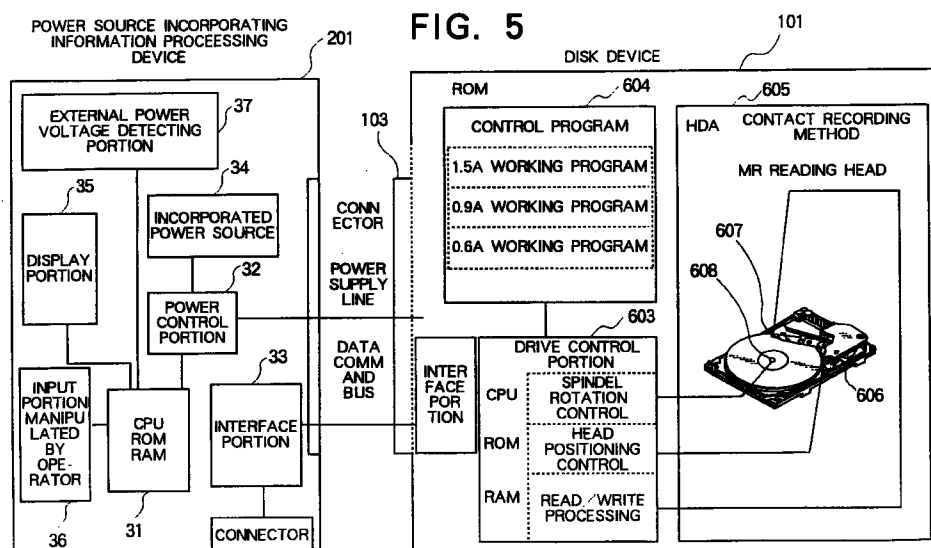 FIG. 5
POWER SOURCE INCORPORATING
INFORMATION PROCEESSING
DEVICE
201
EXTERNAL POWER
VOLTAGE DETECTING
PORTION
37
35
DISPLAY
PORTION
34
INCORPORATED
POWER SOURCE
32
POWER
CONTROL
PORTION
33
INPUT
PORTION
MANIPU
LATED
BY
OPE-
RATOR
36
CPU
ROM
RAM
31
INTERFACE
PORTION
CONNECTOR
103
CONN
ECTOR
POWER
SUPPLY
LINE
DATA
COMM
AND
BUS
DISK DEVICE
101
ROM
604
CONTROL PROGRAM
1.5A WORKING PROGRAM
0.9A WORKING PROGRAM
0.6A WORKING PROGRAM
603
INTER
FACE
POR
TION
DRIVE CONTROL
PORTION
CPU
ROM
RAM
SPINDEL
ROTATION
CONTROL
HEAD
POSITIONING
CONTROL
READ/WRITE
PROCESSING
605
HDA
CONTACT RECORDING
METHOD
MR READING HEAD
607
608
606